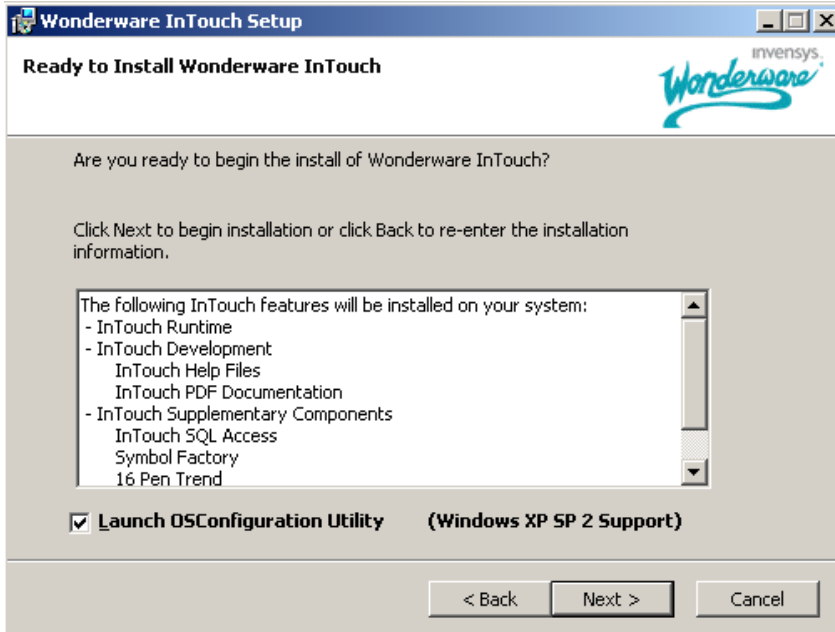 Wonderware InTouch Setup
Ready to Install Wonderware InTouch
invensys.
Wonderware
Are you ready to begin the install of Wonderware InTouch?
Click Next to begin installation or click Back to re-enter the installation
information.
The following InTouch features will be installed on your system:
- InTouch Runtime
- InTouch Development
InTouch Help Files
InTouch PDF Documentation
- InTouch Supplementary Components
InTouch SQL Access
Symbol Factory
16 Pen Trend
Launch OSConfiguration Utility (Windows XP SP 2 Support)
< Back Next > Cancel